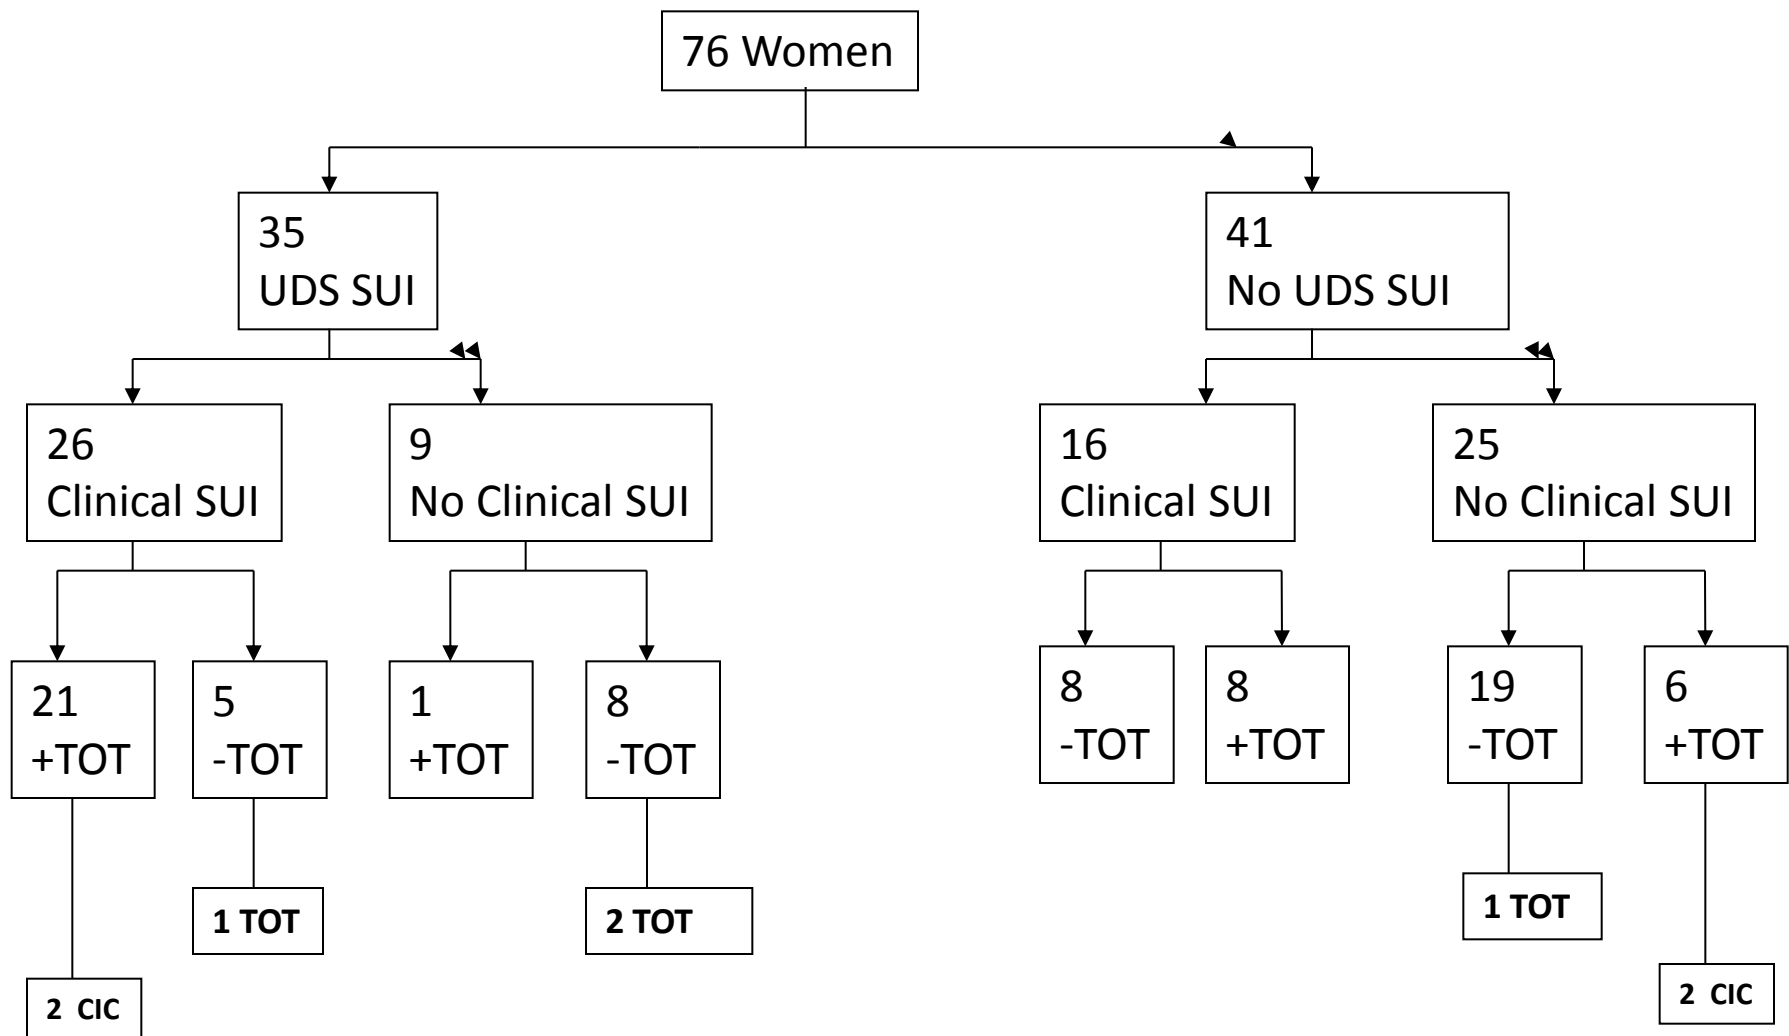 76 Women
35
UDS SUI
41
No UDS SUI
26
Clinical SUI
9
No Clinical SUI
16
Clinical SUI
25
No Clinical SUI
21
+TOT
5
-TOT
1
+TOT
8
-TOT
8
-TOT
8
+TOT
19
-TOT
6
+TOT
1 TOT
2 TOT
1 TOT
2 CIC
2 CIC